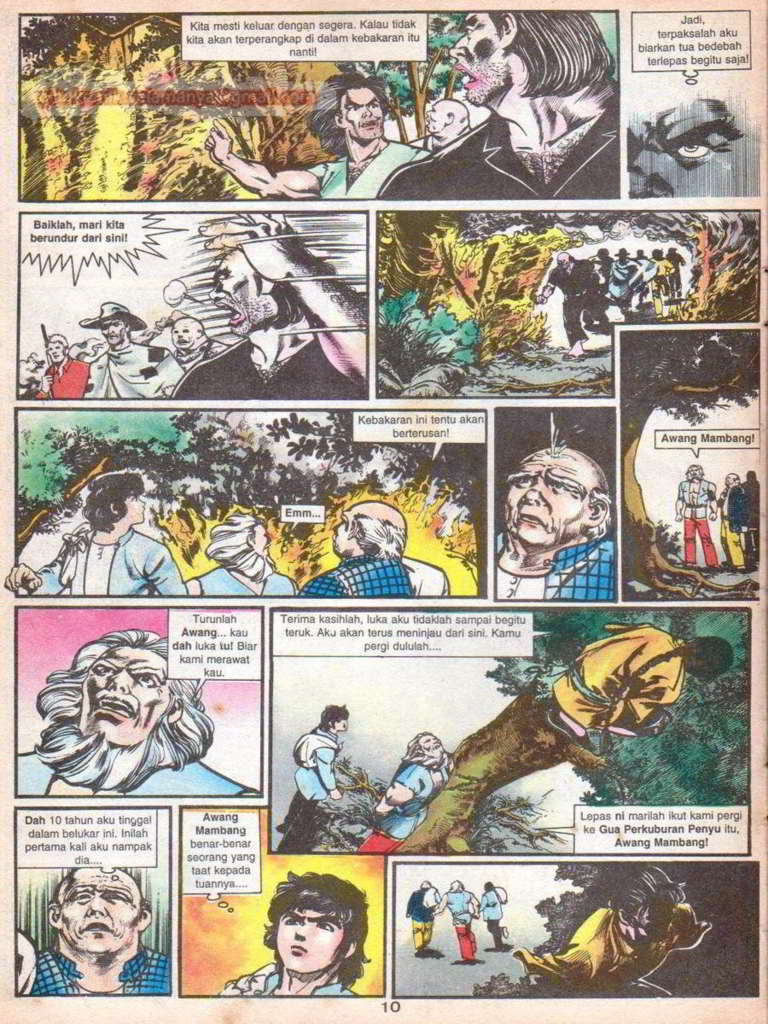 Kita mesti keluar dengan segera. Kalau tidak
kita akan terperangkap di dalam kebakaran itu
nanti!
Jadi,
terpaksalah aku
biarkan tua bedebah
terlepas begitu saja!
Baiklah, mari kita
berundur dari sini!
Kebakaran ini tentu akan
berterusan!
Emm...
Awang Mambang!
Turunlah
Awang... kau
dah luka tu! Biar
kami merawat
kau.
Terima kasihlah, luka aku tidaklah sampai begitu
teruk. Aku akan terus meninjau dari sini. Kamu
pergi dululah....
Lepas ni marilah ikut kami pergi
ke Gua Perkuburan Penyu itu,
Awang Mambang!
Dah 10 tahun aku tinggal
dalam belukar ini. Inilah
pertama kali aku nampak
dia....
Awang
Mambang
benar-benar
seorang yang
taat kepada
tuannya....
10